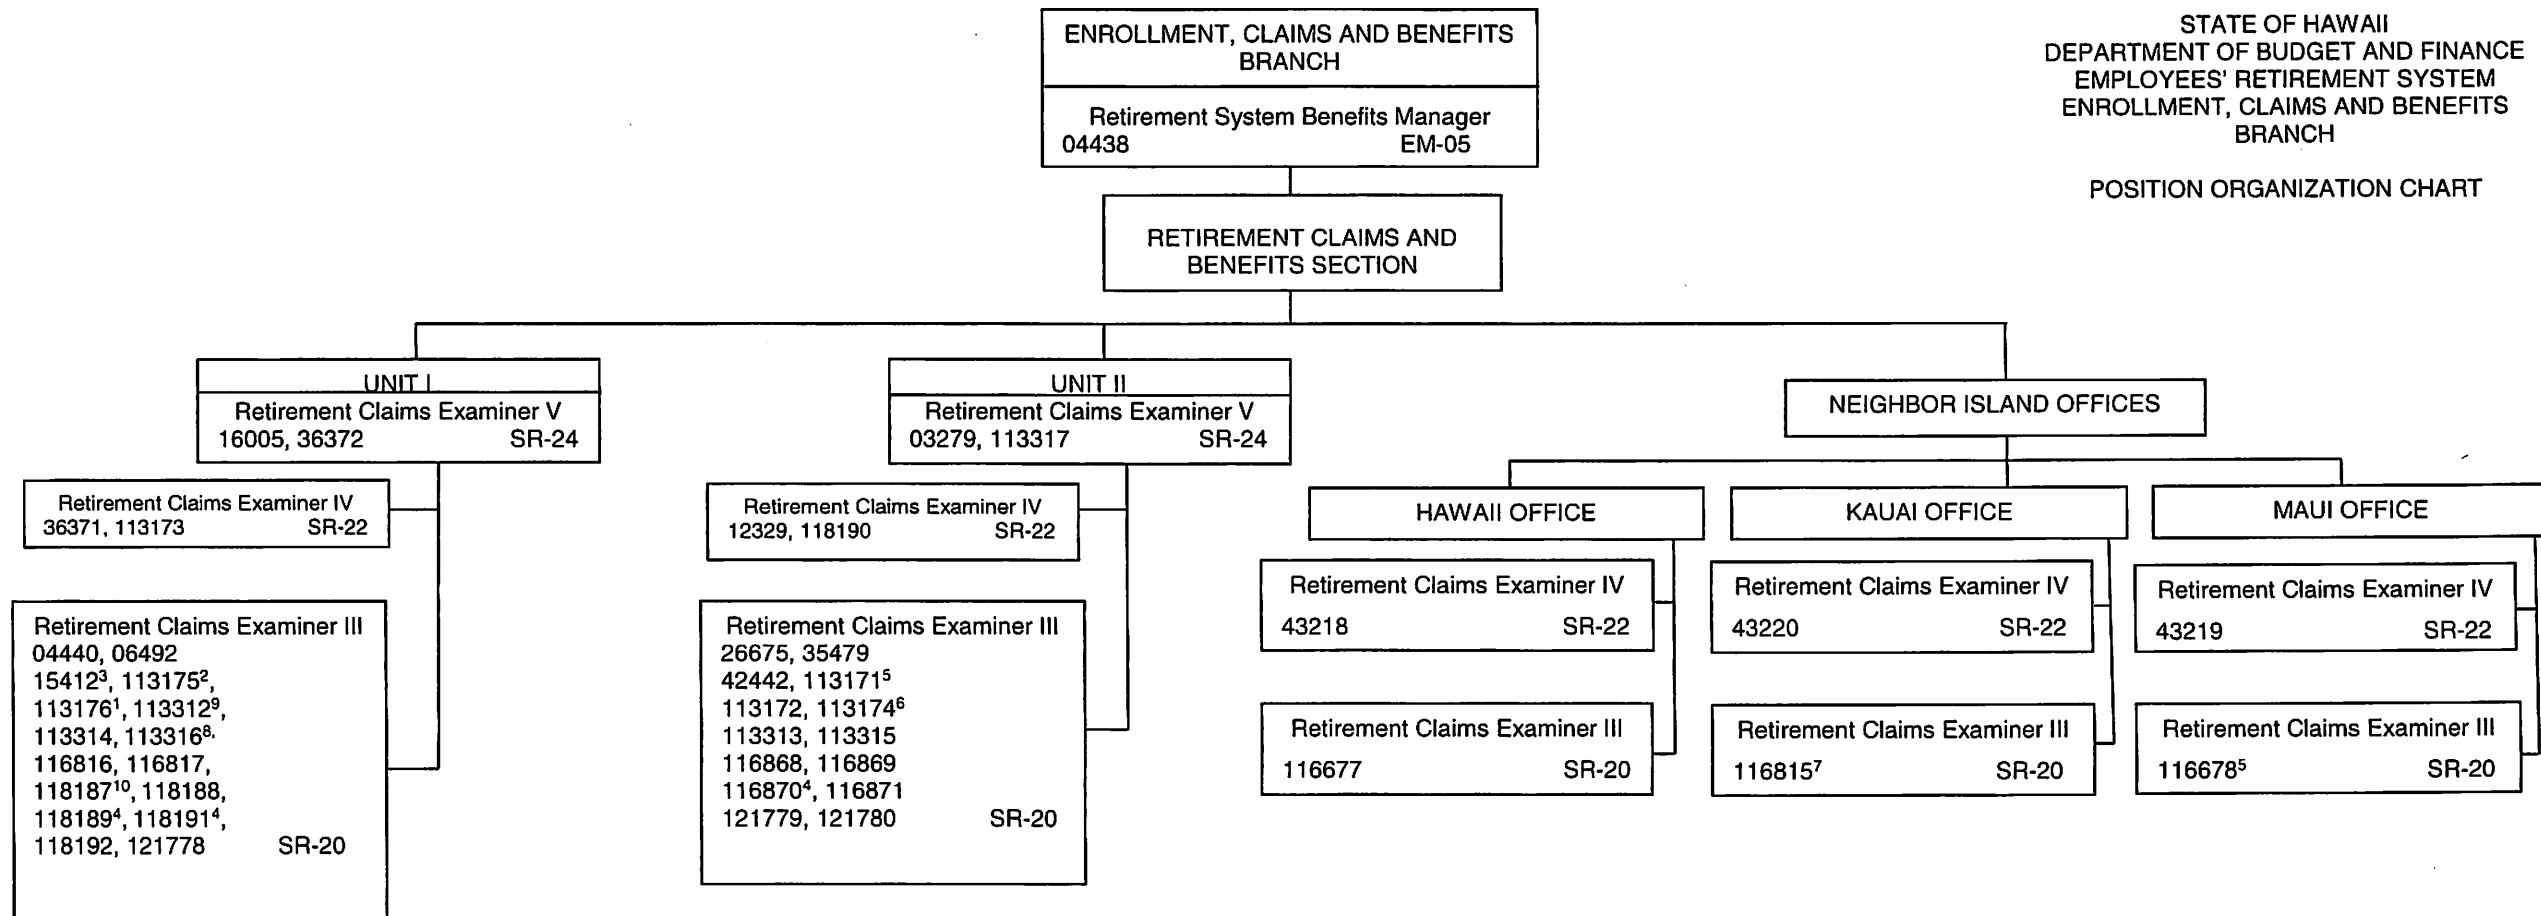 STATE OF HAWAII
DEPARTMENT OF BUDGET AND FINANCE
EMPLOYEES' RETIREMENT SYSTEM
ENROLLMENT, CLAIMS AND BENEFITS
BRANCH
POSITION ORGANIZATION CHART
ENROLLMENT, CLAIMS AND BENEFITS
BRANCH
Retirement System Benefits Manager
04438 EM-05
RETIREMENT CLAIMS AND
BENEFITS SECTION
UNIT I
Retirement Claims Examiner V
16005, 36372 SR-24
Retirement Claims Examiner IV
36371, 113173 SR-22
Retirement Claims Examiner III
04440, 06492
15412³, 113175²,
113176¹, 113312⁹,
113314, 113316⁸,
116816, 116817,
118187¹⁰, 118188,
118189⁴, 118191⁴,
118192, 121778 SR-20
UNIT II
Retirement Claims Examiner V
03279, 113317 SR-24
Retirement Claims Examiner IV
12329, 118190 SR-22
Retirement Claims Examiner III
26675, 35479
42442, 113171⁵
113172, 113174⁶
113313, 113315
116868, 116869
116870⁴, 116871
121779, 121780 SR-20
NEIGHBOR ISLAND OFFICES
HAWAII OFFICE
Retirement Claims Examiner IV
43218 SR-22
Retirement Claims Examiner III
116677 SR-20
KAUAI OFFICE
Retirement Claims Examiner IV
43220 SR-22
Retirement Claims Examiner III
116815⁷ SR-20
MAUI OFFICE
Retirement Claims Examiner IV
43219 SR-22
Retirement Claims Examiner III
116678⁵ SR-20